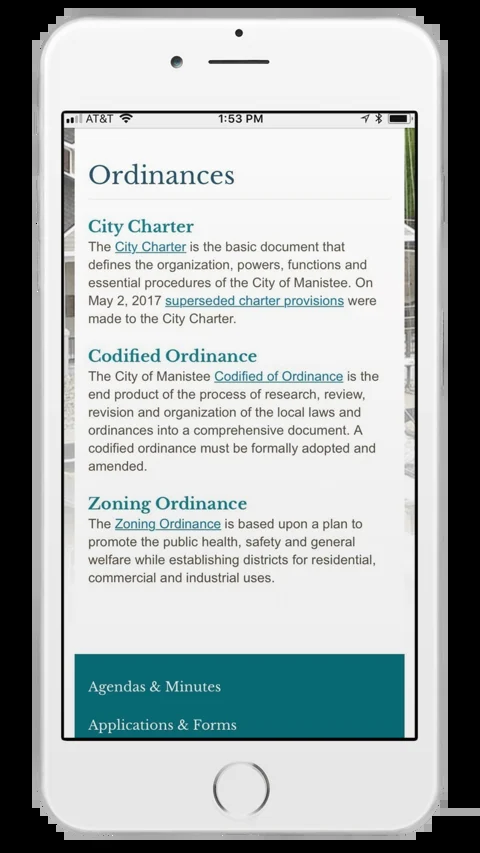 AT&T 1:53 PM
Ordinances
City Charter
The City Charter is the basic document that
defines the organization, powers, functions and
essential procedures of the City of Manistee. On
May 2, 2017 superseded charter provisions were
made to the City Charter.
Codified Ordinance
The City of Manistee Codified of Ordinance is the
end product of the process of research, review,
revision and organization of the local laws and
ordinances into a comprehensive document. A
codified ordinance must be formally adopted and
amended.
Zoning Ordinance
The Zoning Ordinance is based upon a plan to
promote the public health, safety and general
welfare while establishing districts for residential,
commercial and industrial uses.
Agendas & Minutes
Applications & Forms